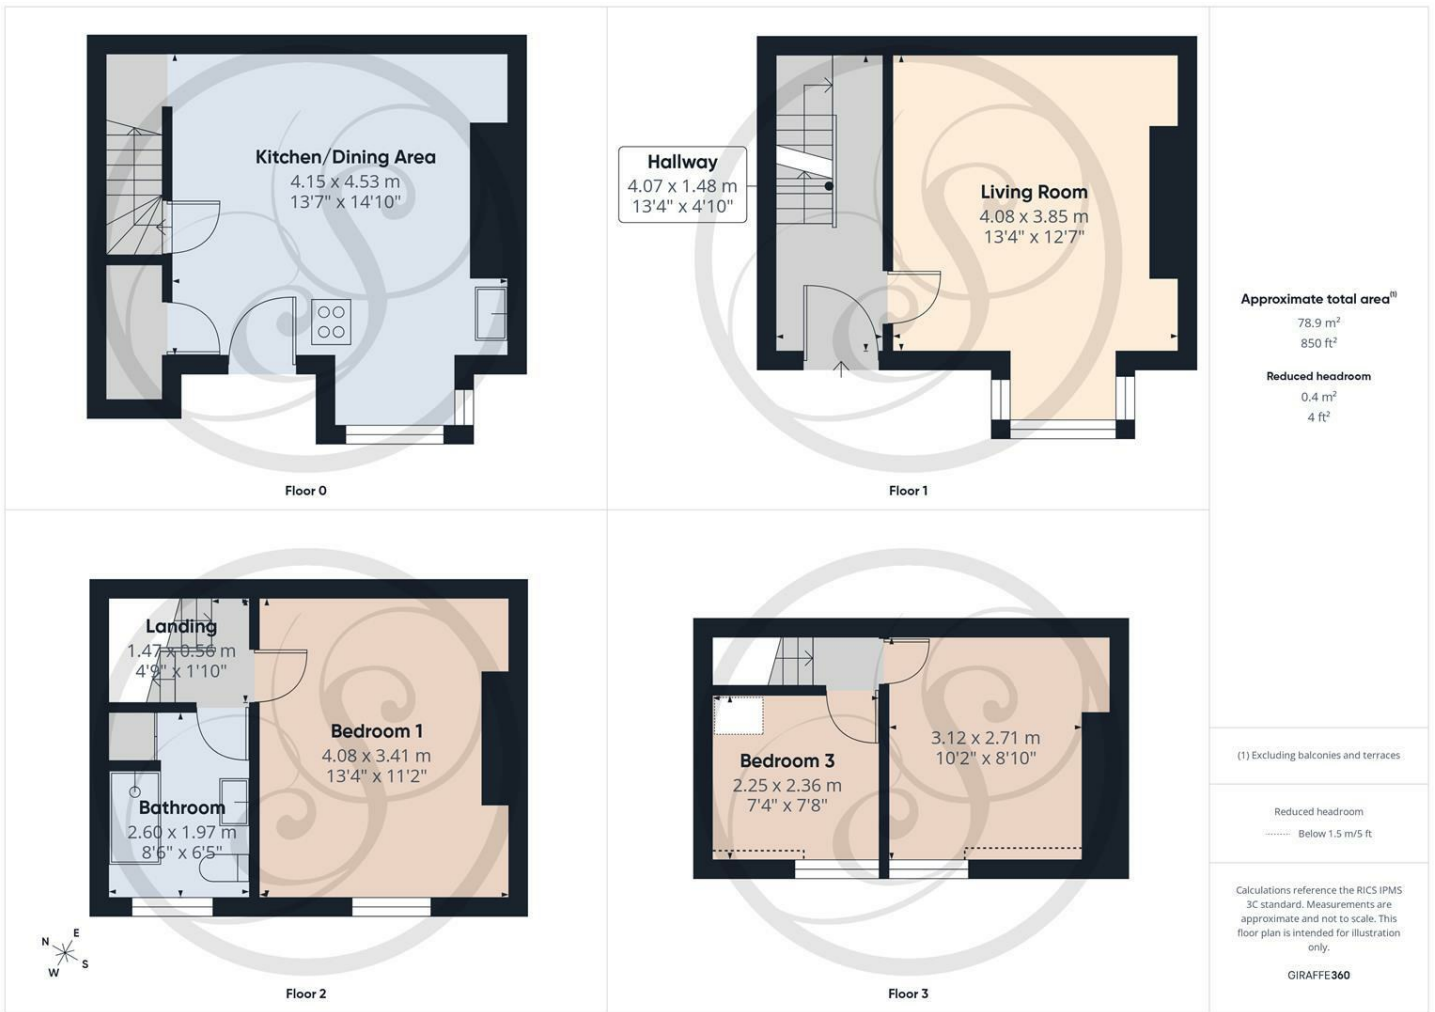 Kitchen/Dining Area
4.15 x 4.53 m
13'7" x 14'10"
Floor 0
Hallway
4.07 x 1.48 m
13'4" x 4'10"
Living Room
4.08 x 3.85 m
13'4" x 12'7"
Floor 1
Landing
1.47 x 0.56 m
4'9" x 1'10"
Bathroom
2.60 x 1.97 m
8'6" x 6'5"
Bedroom 1
4.08 x 3.41 m
13'4" x 11'2"
N
E
W
S
Floor 2
Bedroom 3
2.25 x 2.36 m
7'4" x 7'8"
3.12 x 2.71 m
10'2" x 8'10"
Floor 3
Approximate total area(1)
78.9 m²
850 ft²
Reduced headroom
0.4 m²
4 ft²
(1) Excluding balconies and terraces
Reduced headroom
Below 1.5 m/5 ft
Calculations reference the RICS IPMS
3C standard. Measurements are
approximate and not to scale. This
floor plan is intended for illustration
only.
GIRAFFE360